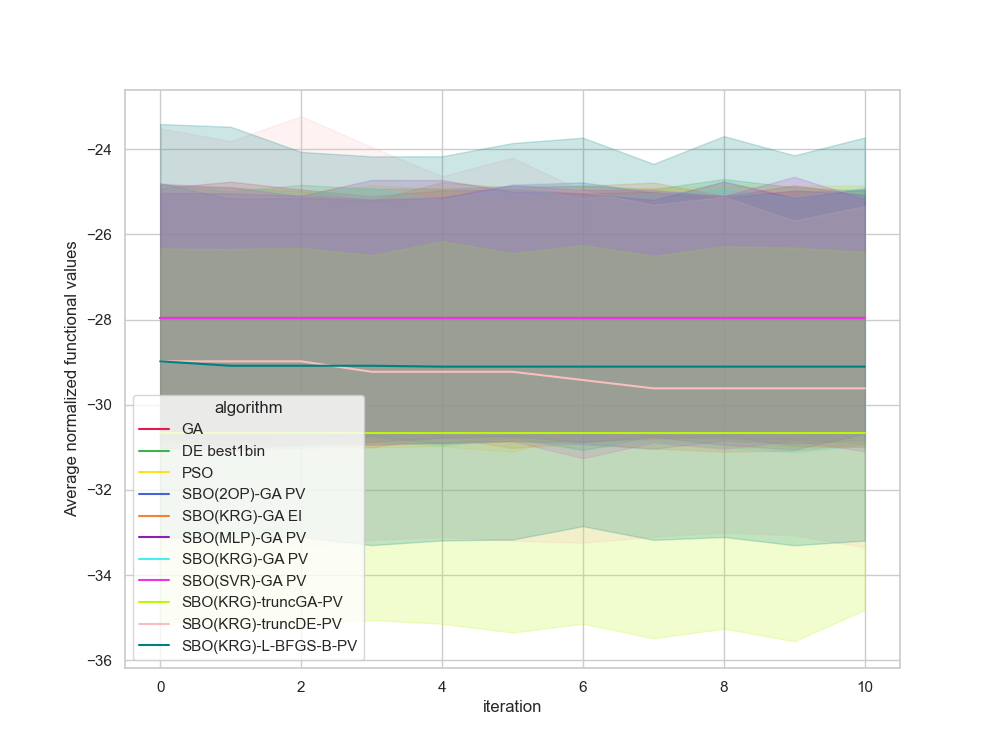 Average normalized functional values
−24
−26
−28
−30
−32
−34
−36
algorithm
GA
DE best1bin
PSO
SBO(2OP)-GA PV
SBO(KRG)-GA EI
SBO(MLP)-GA PV
SBO(KRG)-GA PV
SBO(SVR)-GA PV
SBO(KRG)-truncGA-PV
SBO(KRG)-truncDE-PV
SBO(KRG)-L-BFGS-B-PV
0 2 4 6 8 10
iteration